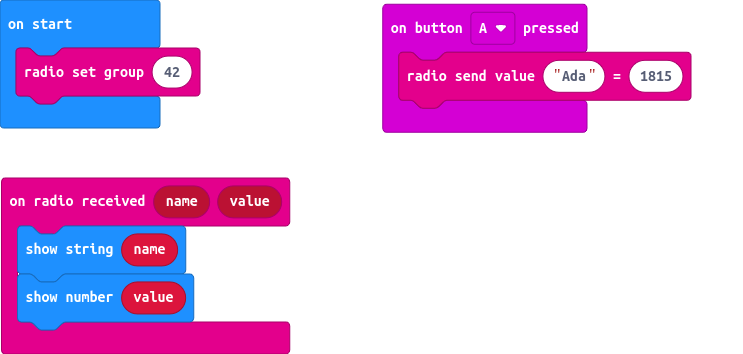 on start
radio set group 42
on button A pressed
radio send value "Ada" = 1815
on radio received name value
show string name
show number value